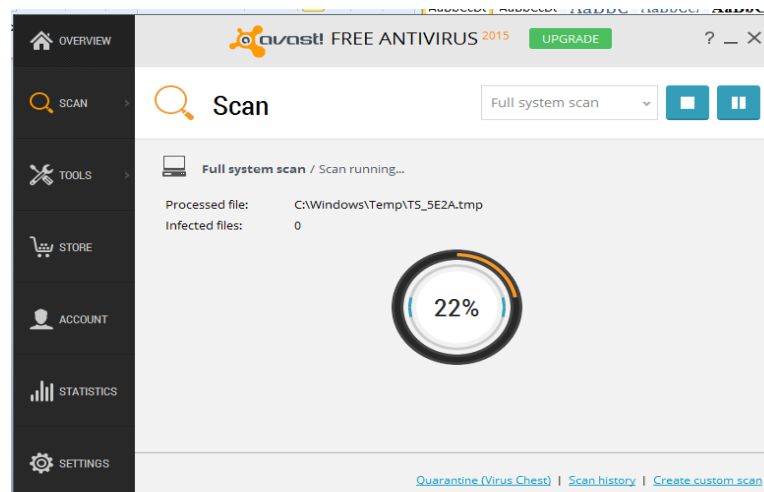 OVERVIEW
avast! FREE ANTIVIRUS 2015
UPGRADE
?
SCAN
Scan
Full system scan
TOOLS
Full system scan / Scan running...
Processed file: C:\Windows\Temp\TS_5E2A.tmp
Infected files: 0
STORE
22%
ACCOUNT
STATISTICS
SETTINGS
Quarantine (Virus Chest) | Scan history | Create custom scan